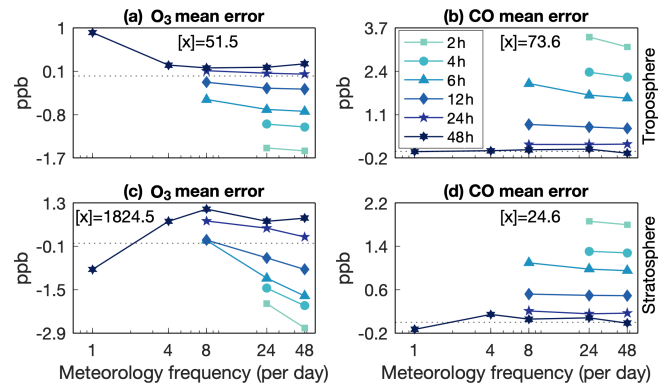 (a) O₃ mean error
(b) CO mean error
1
0.1
-0.8
-1.7
ppb
[x]=51.5
3.7
2.4
1.1
-0.2
ppb
2h
4h
6h
12h
24h
48h
[x]=73.6
Troposphere
(c) O₃ mean error
(d) CO mean error
1.3
-0.1
-1.5
-2.9
ppb
[x]=1824.5
2.2
1.4
0.6
-0.2
ppb
[x]=24.6
Stratosphere
1 4 8 24 48
1 4 8 24 48
Meteorology frequency (per day)
Meteorology frequency (per day)